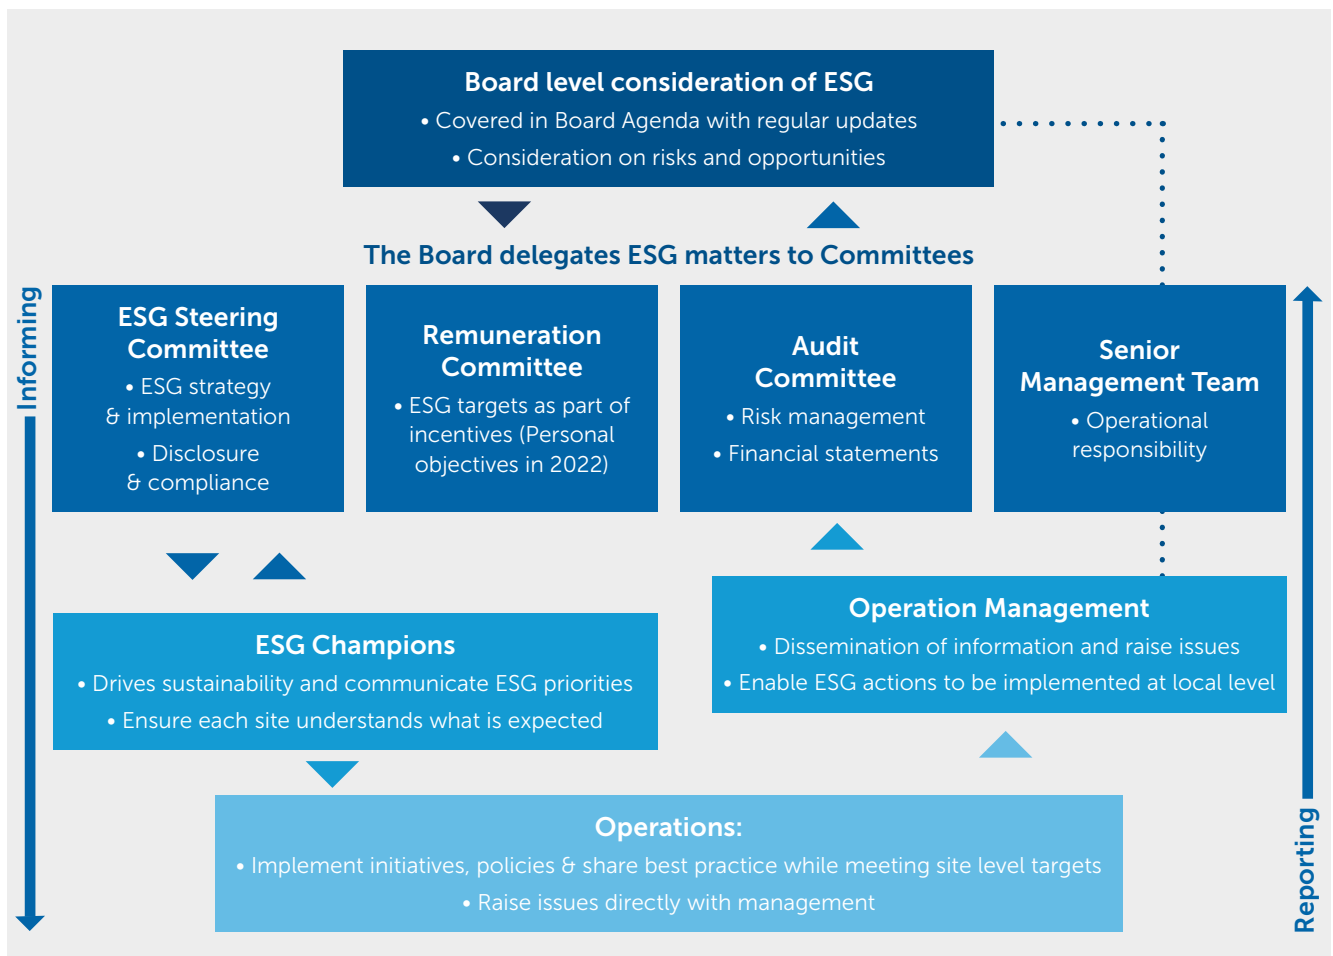 Board level consideration of ESG
• Covered in Board Agenda with regular updates
• Consideration on risks and opportunities
The Board delegates ESG matters to Committees
Informing
ESG Steering
Committee
• ESG strategy
& implementation
• Disclosure
& compliance
Remuneration
Committee
• ESG targets as part of
incentives (Personal
objectives in 2022)
Audit
Committee
• Risk management
• Financial statements
Senior
Management Team
• Operational
responsibility
ESG Champions
• Drives sustainability and communicate ESG priorities
• Ensure each site understands what is expected
Operation Management
• Dissemination of information and raise issues
• Enable ESG actions to be implemented at local level
Operations:
• Implement initiatives, policies & share best practice while meeting site level targets
• Raise issues directly with management
Reporting